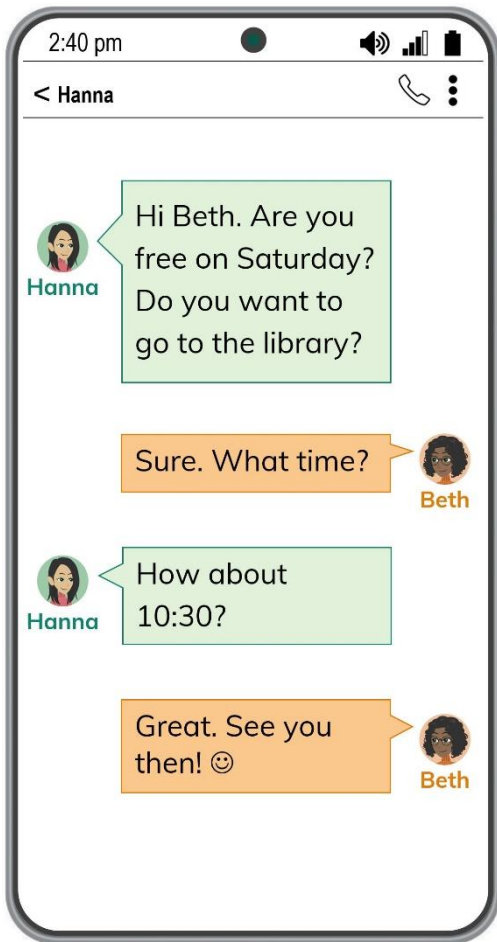 2:40 pm
< Hanna
Hi Beth. Are you
free on Saturday?
Do you want to
go to the library?
Hanna
Sure. What time?
Beth
How about
10:30?
Hanna
Great. See you
then! ☺
Beth